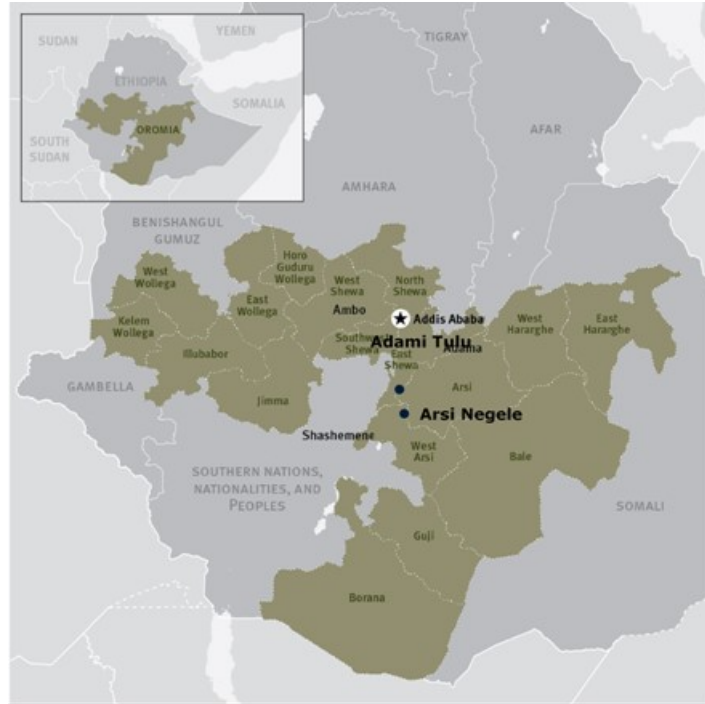 SUDAN
YEMEN
ETHIOPIA
SOMALIA
OROMIA
SOUTH
SUDAN
TIGRAY
AFAR
AMHARA
BENISHANGUL
GUMUZ
West
Wollega
Horo
Guduru
Wollega
West
Shewa
North
Shewa
East
Wollega
Ambo
Addis Ababa
West
Hararghe
East
Hararghe
Kelem
Wollega
Illubabor
Adami Tulu
Shewa
East
Shewa
GAMBELLA
Jimma
Arsi
Arsi Negele
Shashemene
West
Arsi
Bale
SOUTHERN NATIONS,
NATIONALITIES, AND
PEOPLES
SOMALI
Guji
Borana